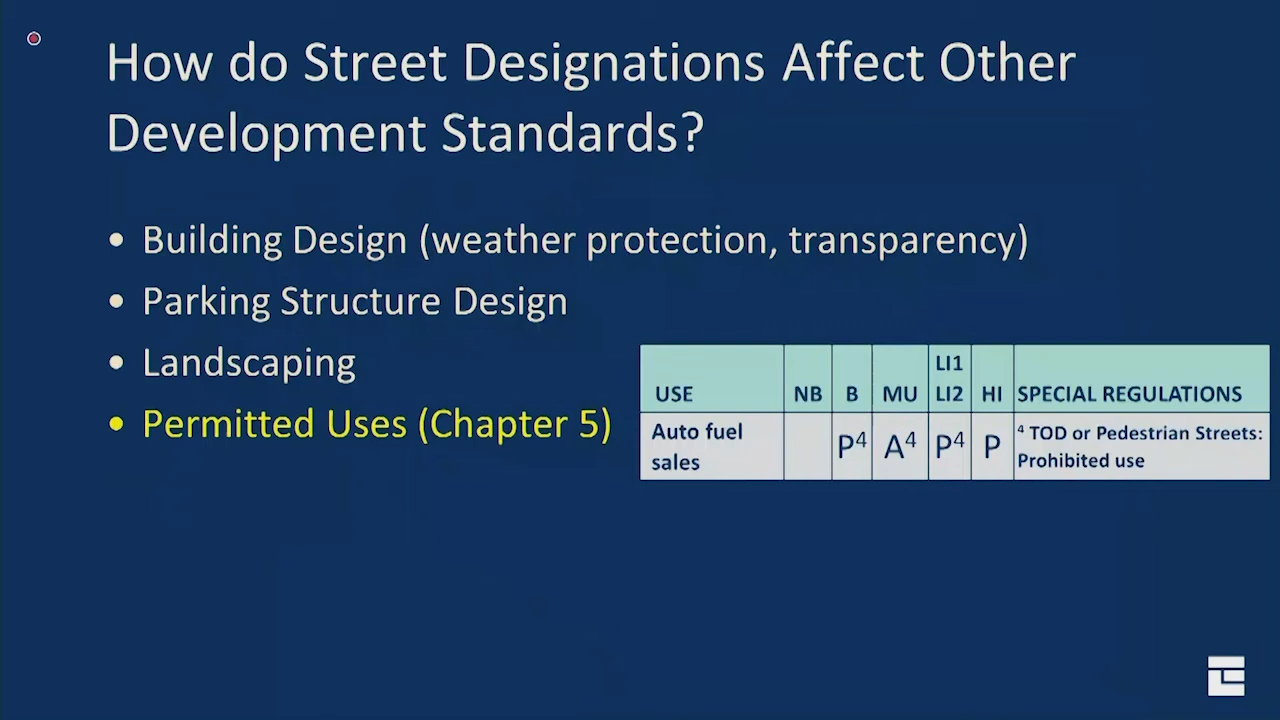 How do Street Designations Affect Other
Development Standards?
• Building Design (weather protection, transparency)
• Parking Structure Design
• Landscaping
• Permitted Uses (Chapter 5)
USE NB B MU LI1 LI2 HI SPECIAL REGULATIONS
Auto fuel sales P⁴ A⁴ P⁴ P ⁴ TOD or Pedestrian Streets: Prohibited use